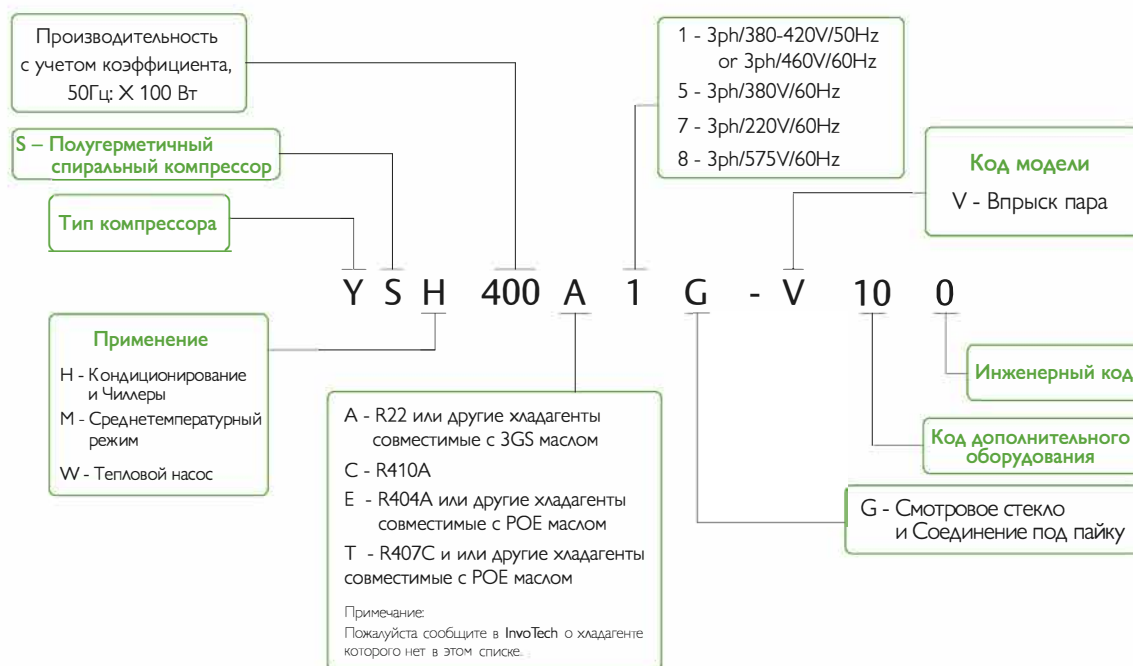 Производительность
с учетом коэффициента,
50Гц: X 100 Вт
S – Полугерметичный
спиральный компрессор
Тип компрессора
1 - 3ph/380-420V/50Hz
or 3ph/460V/60Hz
5 - 3ph/380V/60Hz
7 - 3ph/220V/60Hz
8 - 3ph/575V/60Hz
Код модели
V - Впрыск пара
Y S H 400 A 1 G - V 10 0
Применение
H - Кондиционирование
и Чиллеры
M - Среднетемпературный
режим
W - Тепловой насос
A - R22 или другие хладагенты
совместимые с 3GS маслом
C - R410A
E - R404A или другие хладагенты
совместимые с POE маслом
T - R407C и или другие хладагенты
совместимые с POE маслом
Примечание:
Пожалуйста сообщите в InvoTech о хладагенте
которого нет в этом списке.
Инженерный код
Код дополнительного
оборудования
G - Смотровое стекло
и Соединение под пайку